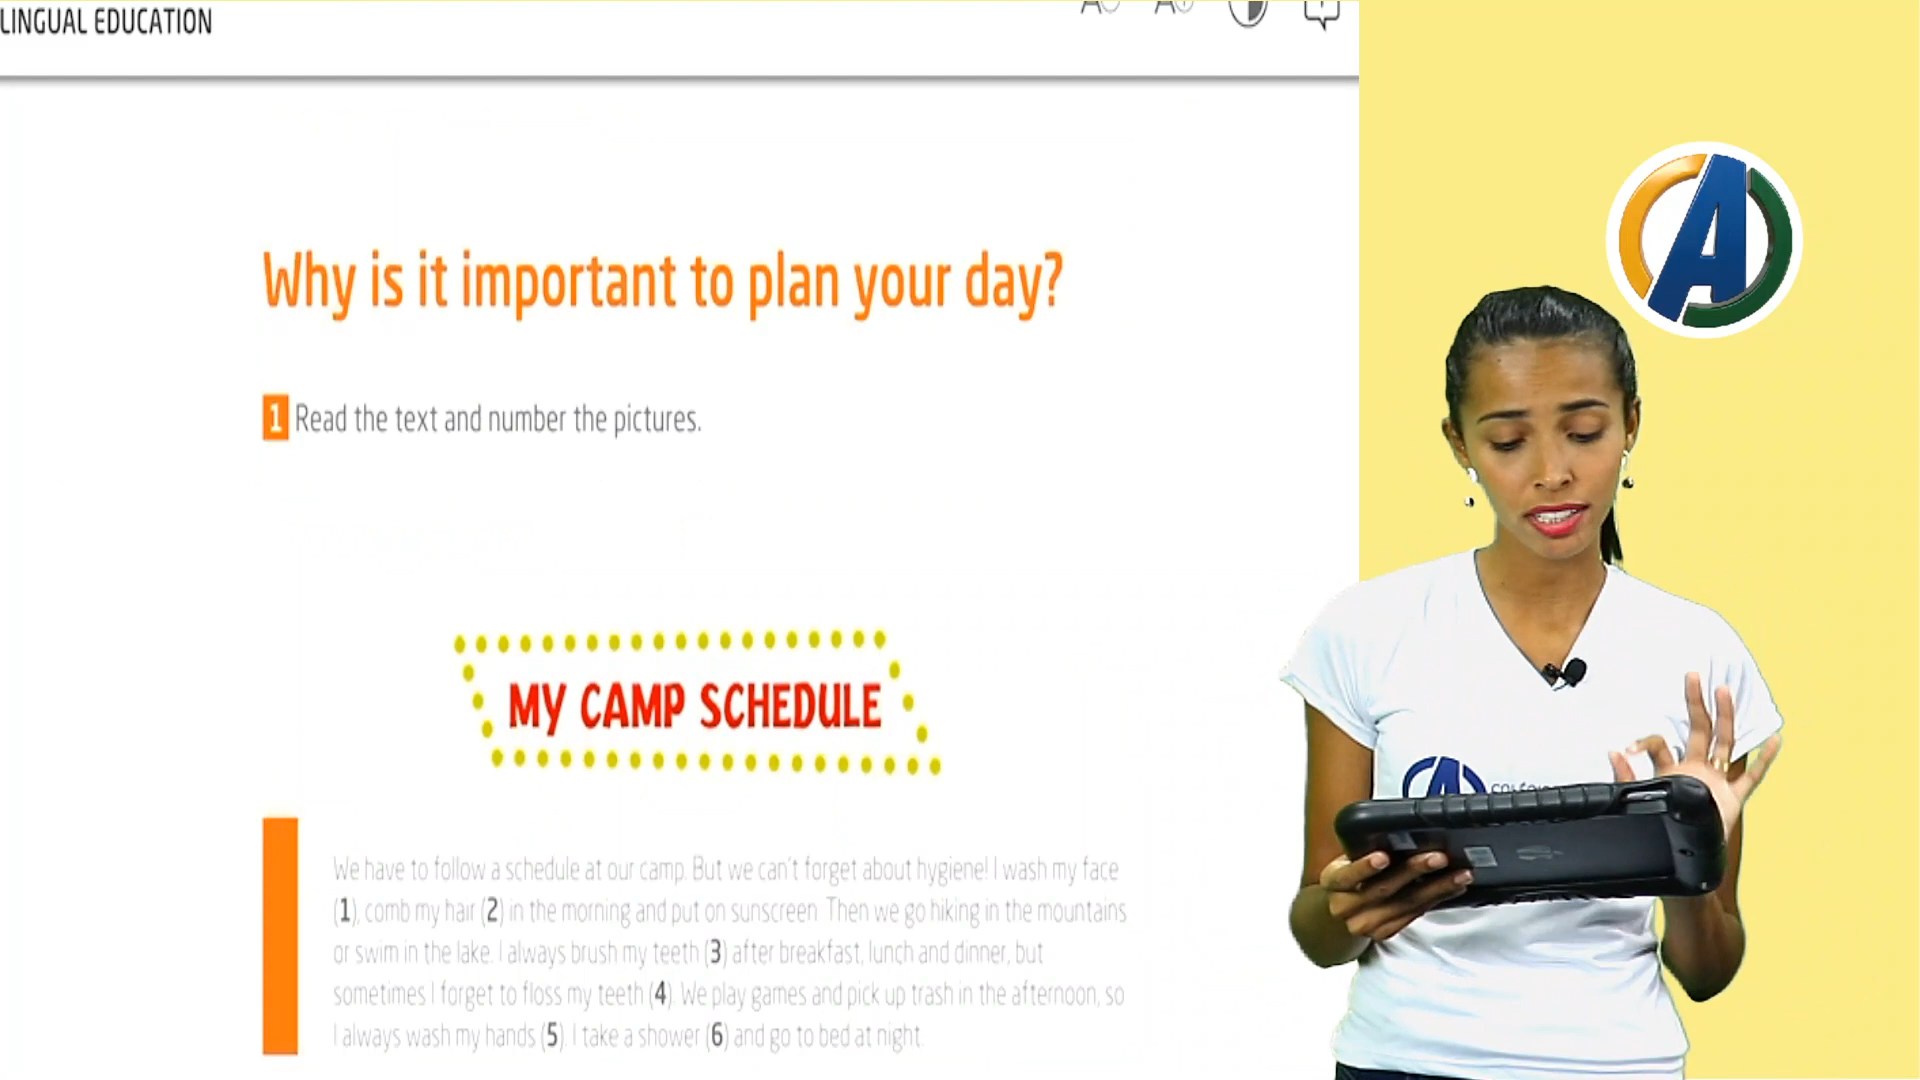 LINGUAL EDUCATION
Why is it important to plan your day?
1 Read the text and number the pictures.
MY CAMP SCHEDULE
We have to follow a schedule at our camp. But we can't forget about hygiene! I wash my face
(1), comb my hair (2) in the morning and put on sunscreen. Then we go hiking in the mountains
or swim in the lake. I always brush my teeth (3) after breakfast, lunch and dinner, but
sometimes I forget to floss my teeth (4). We play games and pick up trash in the afternoon, so
I always wash my hands (5). I take a shower (6) and go to bed at night.
A
A